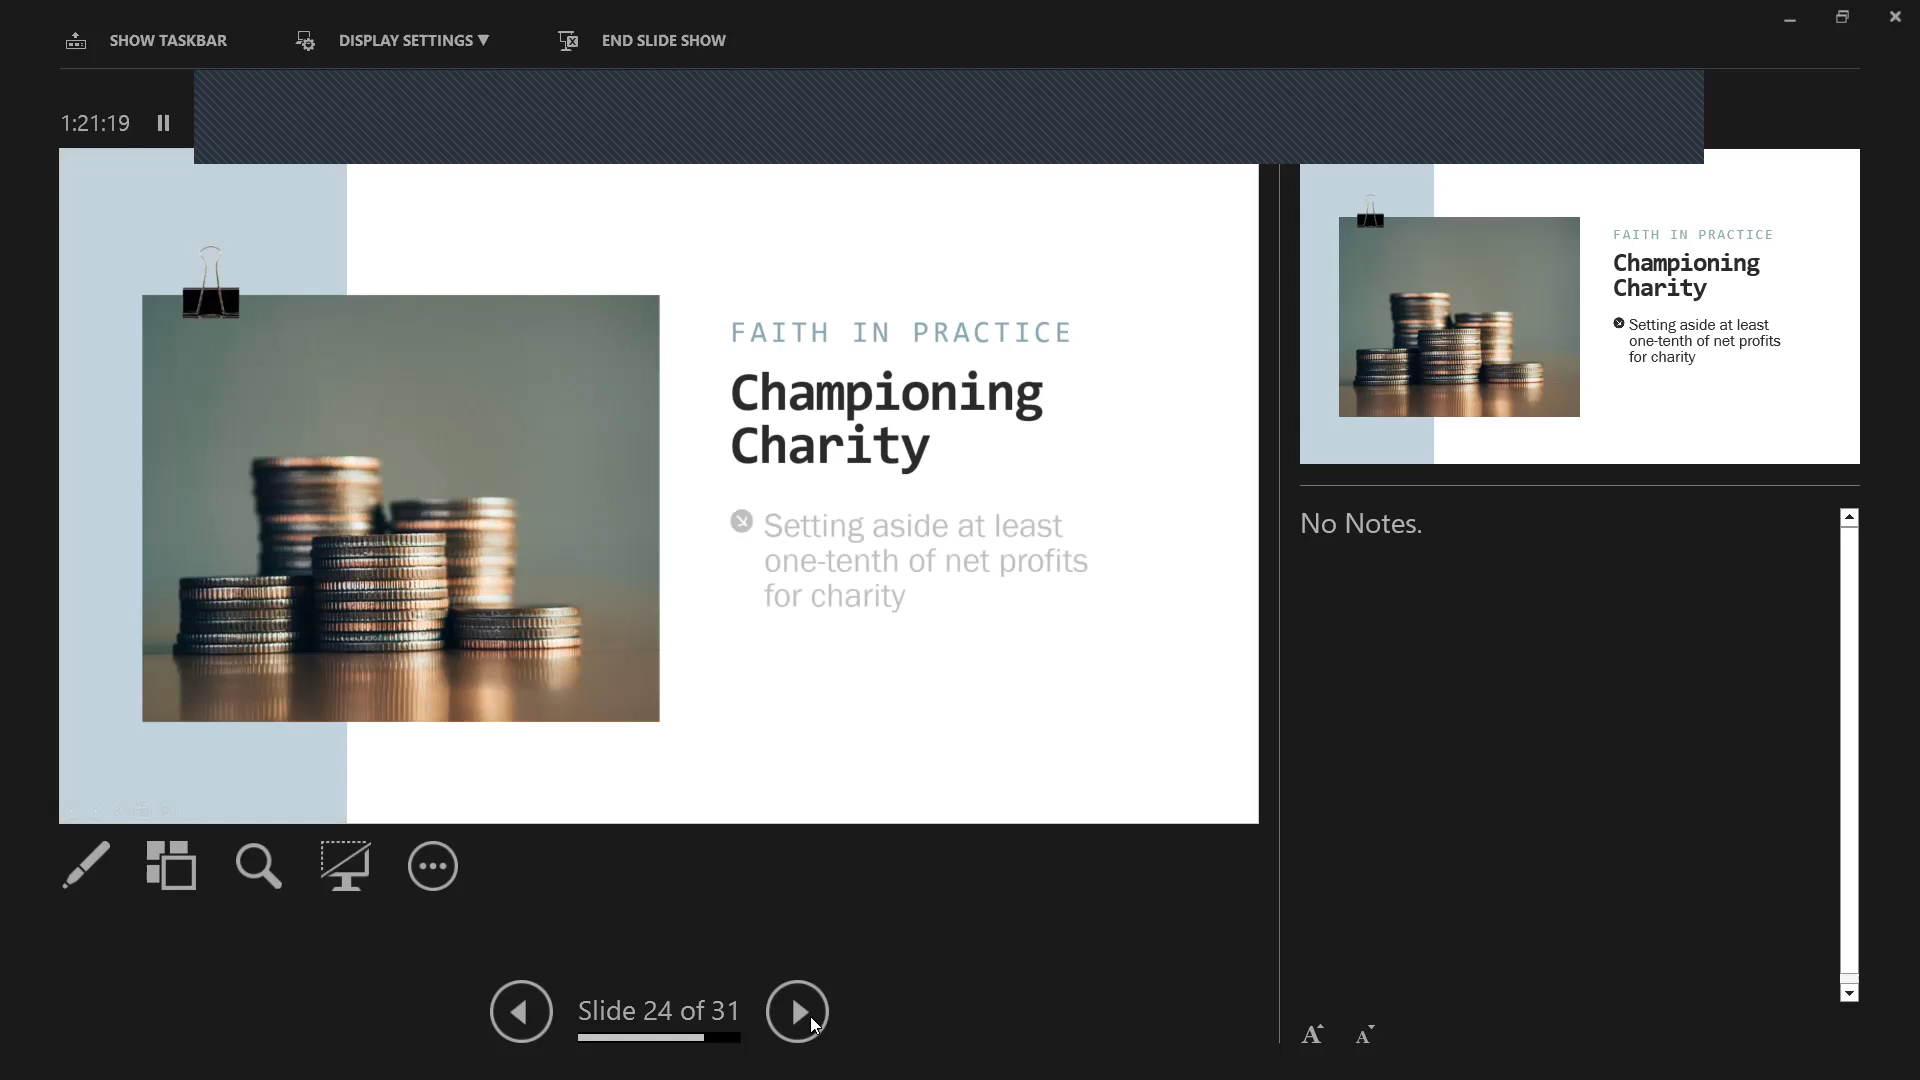 SHOW TASKBAR
DISPLAY SETTINGS ▼
END SLIDE SHOW
1:21:19
FAITH IN PRACTICE
Championing
Charity
Setting aside at least
one-tenth of net profits
for charity
FAITH IN PRACTICE
Championing
Charity
Setting aside at least
one-tenth of net profits
for charity
No Notes.
Slide 24 of 31
A A